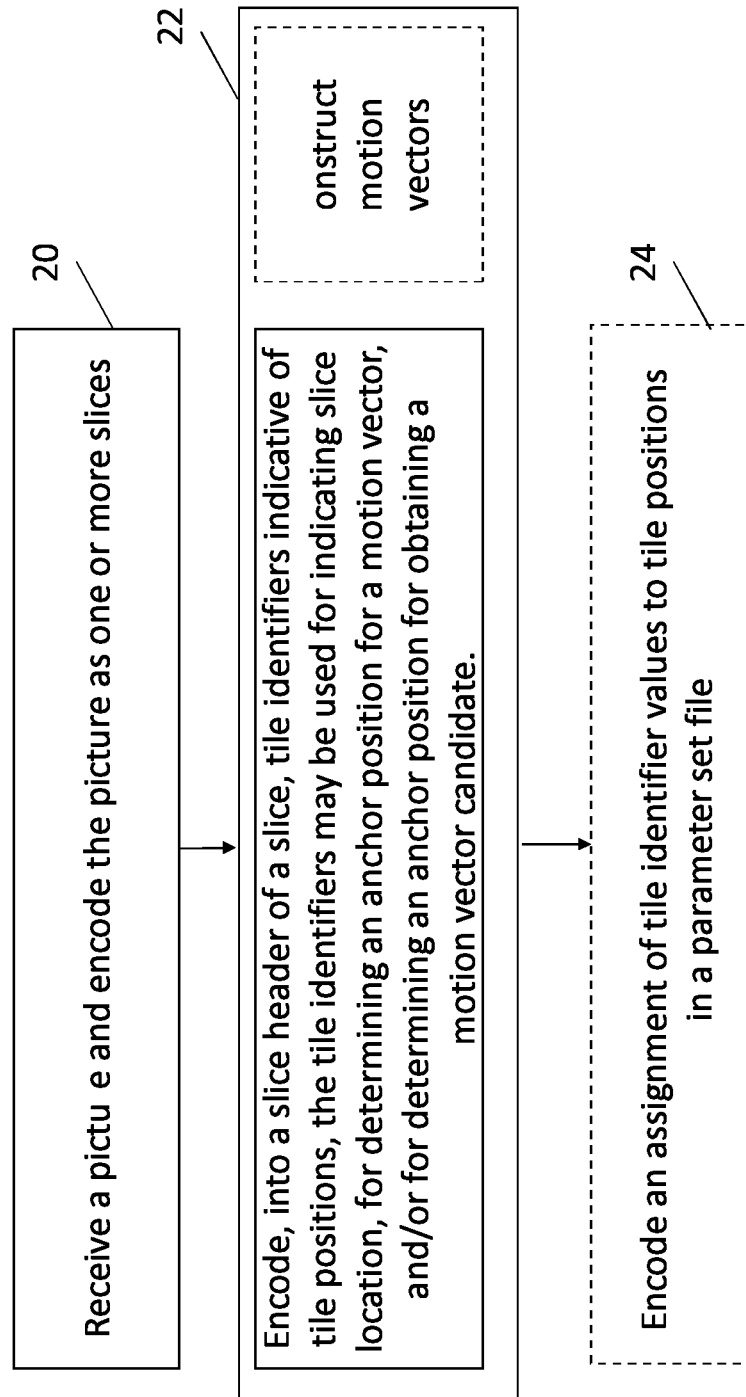 Receive a pictu e and encode the picture as one or more slices
20
Encode, into a slice header of a slice, tile identifiers indicative of
tile positions, the tile identifiers may be used for indicating slice
location, for determining an anchor position for a motion vector,
and/or for determining an anchor position for obtaining a
motion vector candidate.
onstruct
motion
vectors
22
Encode an assignment of tile identifier values to tile positions
in a parameter set file
24